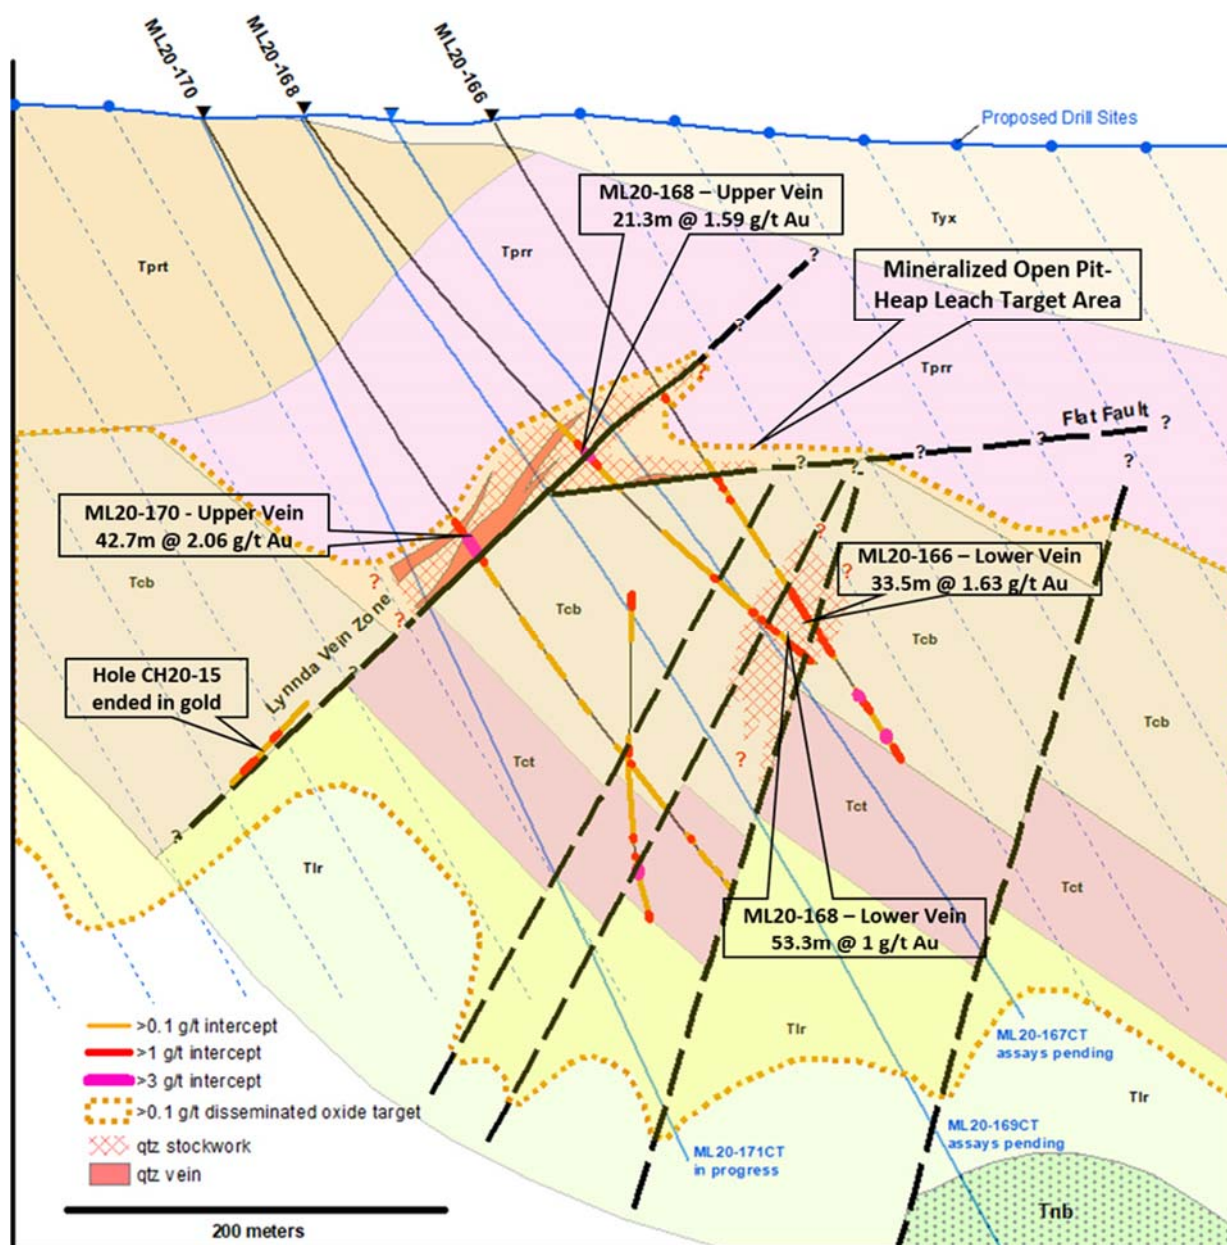 ML20-170
ML20-168
ML20-166
Proposed Drill Sites
ML20-168 – Upper Vein
21.3m @ 1.59 g/t Au
Tyx
Tprt
Tprr
?
Mineralized Open Pit-
Heap Leach Target Area
?
Tprr
?
Flat Fault
?
?
?
?
?
?
ML20-170 - Upper Vein
42.7m @ 2.06 g/t Au
?
ML20-166 – Lower Vein
33.5m @ 1.63 g/t Au
?
Tcb
?
?
Tcb
Tcb
Lynnda Vein Zone
?
Hole CH20-15
ended in gold
Tcb
?
Tct
Tct
?
Tlr
Tct
ML20-168 – Lower Vein
53.3m @ 1 g/t Au
>0.1 g/t intercept
>1 g/t intercept
>3 g/t intercept
>0.1 g/t disseminated oxide target
qtz stockwork
qtz vein
200 meters
Tlr
ML20-167CT
assays pending
Tlr
ML20-169CT
assays pending
ML20-171CT
in progress
Tnb